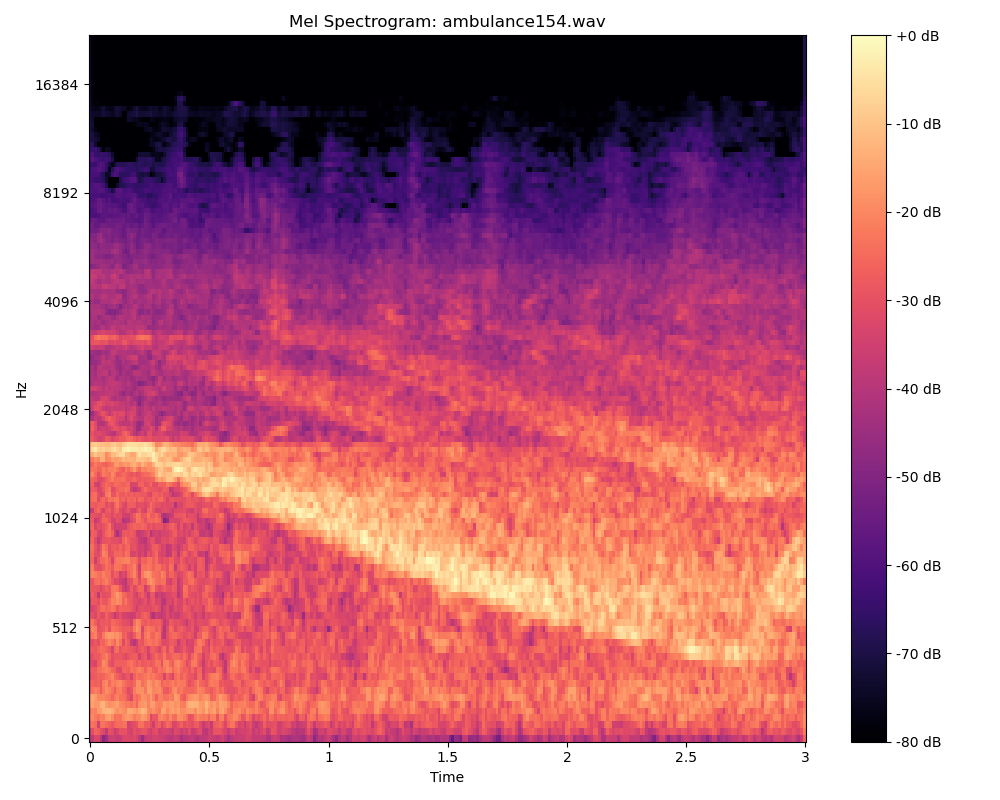 Mel Spectrogram: ambulance154.wav
Hz
16384
8192
4096
2048
1024
512
0
0
0.5
1
1.5
2
2.5
3
Time
+0 dB
-10 dB
-20 dB
-30 dB
-40 dB
-50 dB
-60 dB
-70 dB
-80 dB